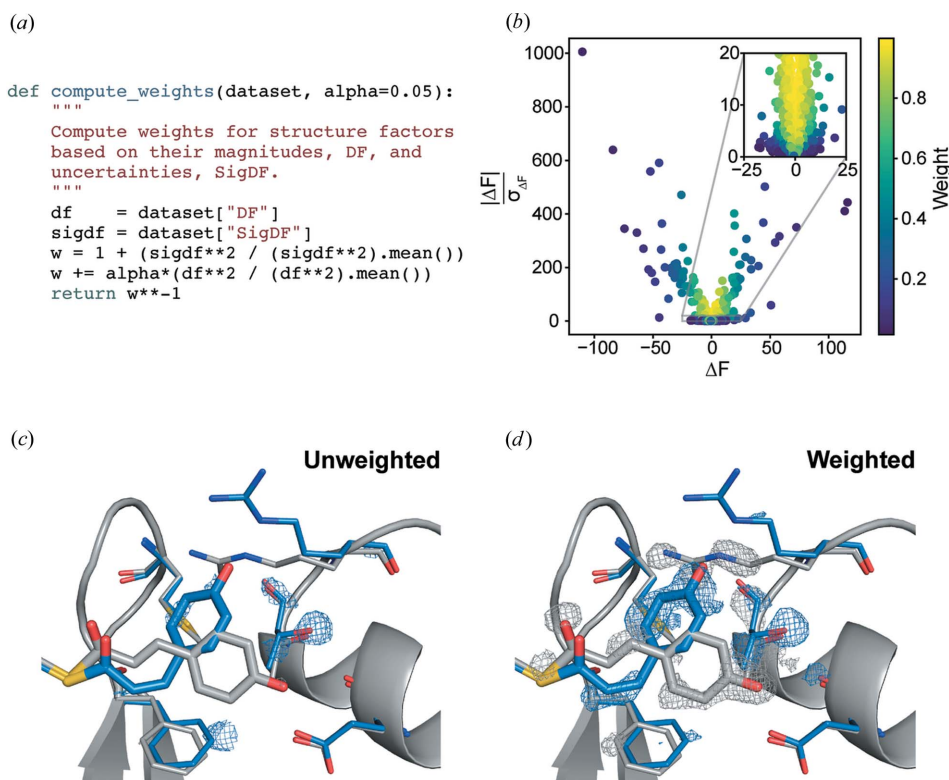 (a)
def compute_weights(dataset, alpha=0.05):
    """
    Compute weights for structure factors
    based on their magnitudes, DF, and
    uncertainties, SigDF.
    """
    df    = dataset["DF"]
    sigdf = dataset["SigDF"]
    w = 1 + (sigdf**2 / (sigdf**2).mean())
    w += alpha*(df**2 / (df**2).mean())
    return w**-1
(b)
1000
800
600
400
200
0
|ΔF|
σΔF
−100
−50
0
50
100
ΔF
20
10
0
−25
0
25
0.8
0.6
0.4
0.2
Weight
(c)
Unweighted
(d)
Weighted